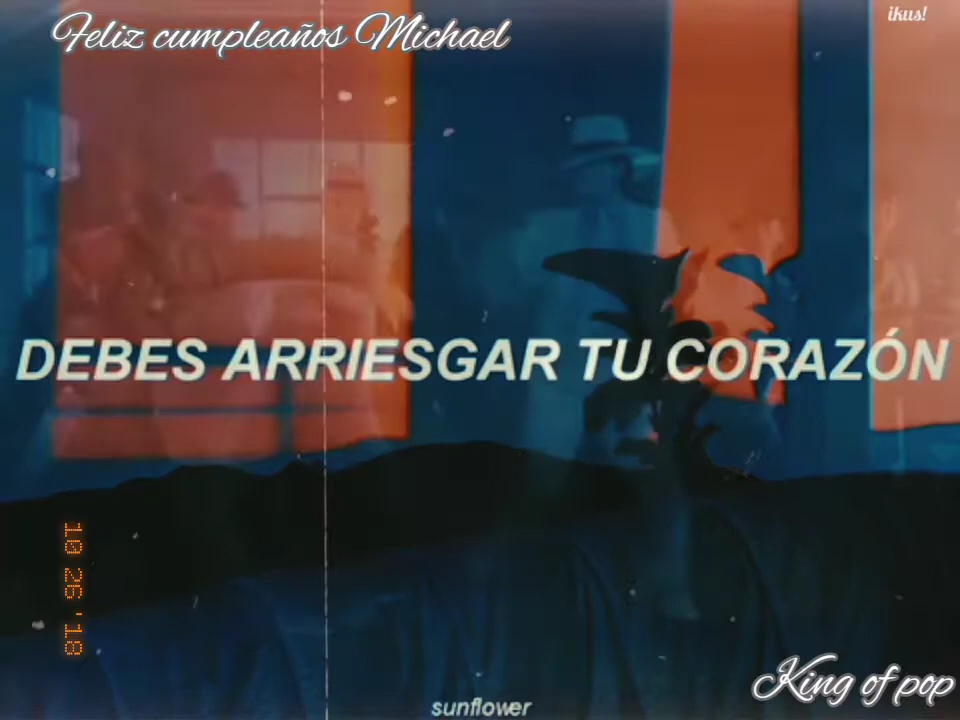 Feliz cumpleaños Michael
ikus!
DEBES ARRIESGAR TU CORAZÓN
10 26 '18
King of pop
sunflower